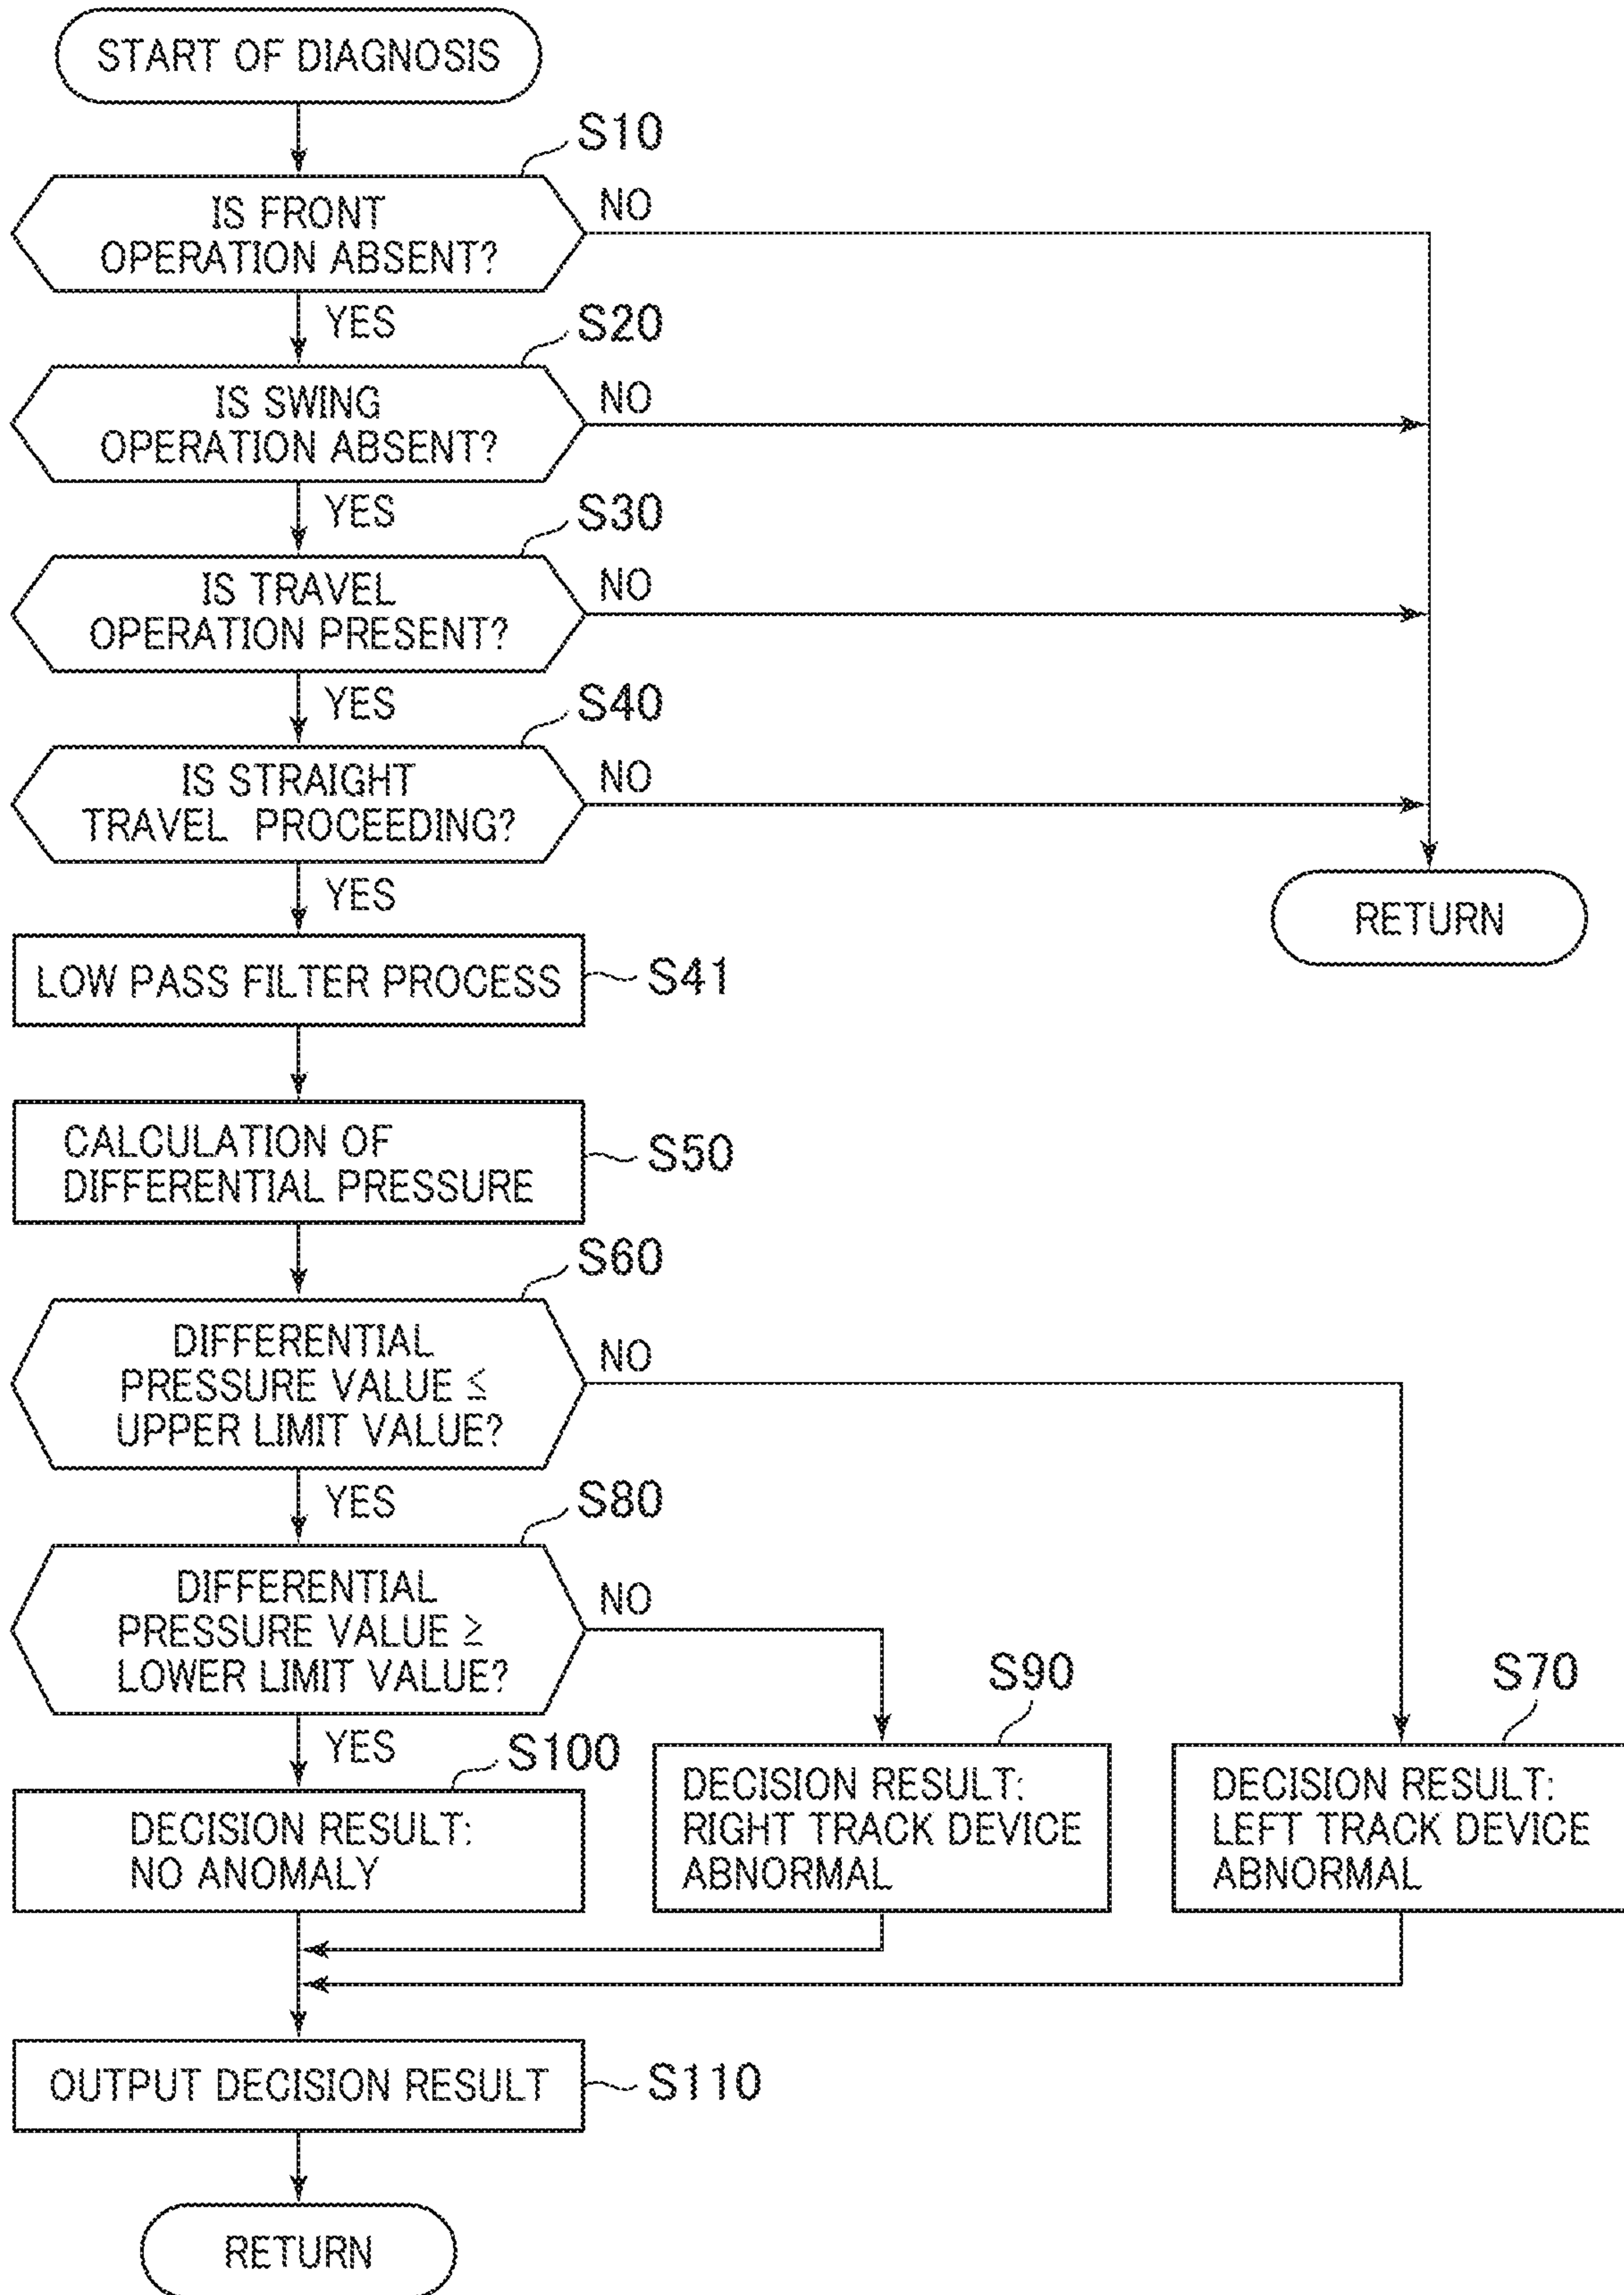 START OF DIAGNOSIS
S10
IS FRONT
OPERATION ABSENT?
NO
YES
S20
IS SWING
OPERATION ABSENT?
NO
YES
S30
IS TRAVEL
OPERATION PRESENT?
NO
YES
S40
IS STRAIGHT
TRAVEL PROCEEDING?
NO
YES
RETURN
LOW PASS FILTER PROCESS
S41
CALCULATION OF
DIFFERENTIAL PRESSURE
S50
S60
DIFFERENTIAL
PRESSURE VALUE ≤
UPPER LIMIT VALUE?
NO
YES
S80
DIFFERENTIAL
PRESSURE VALUE ≥
LOWER LIMIT VALUE?
NO
YES
S100
DECISION RESULT:
NO ANOMALY
S90
DECISION RESULT:
RIGHT TRACK DEVICE
ABNORMAL
S70
DECISION RESULT:
LEFT TRACK DEVICE
ABNORMAL
OUTPUT DECISION RESULT
S110
RETURN